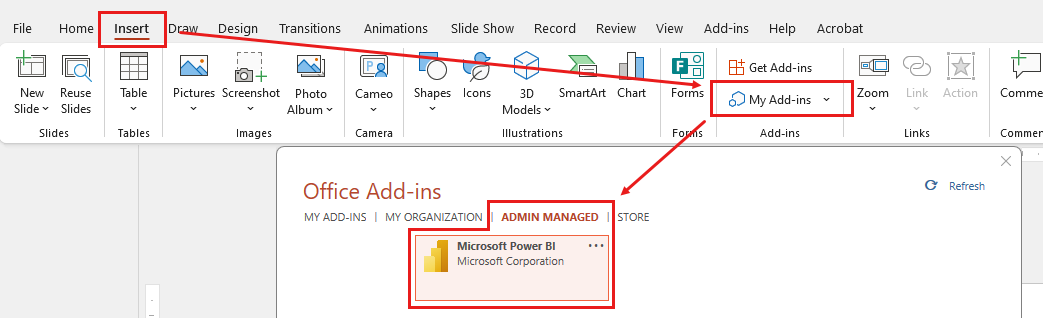 File Home Insert Draw Design Transitions Animations Slide Show Record Review View Add-ins Help Acrobat
New Slide
Reuse Slides
Table
Pictures
Screenshot
Photo Album
Cameo
Shapes
Icons
3D Models
SmartArt
Chart
Forms
Get Add-ins
My Add-ins
Zoom
Link
Action
Comme
Slides Tables Images Camera Illustrations Forms Add-ins Links Commen
Office Add-ins
Refresh
MY ADD-INS | MY ORGANIZATION | ADMIN MANAGED | STORE
Microsoft Power BI ...
Microsoft Corporation